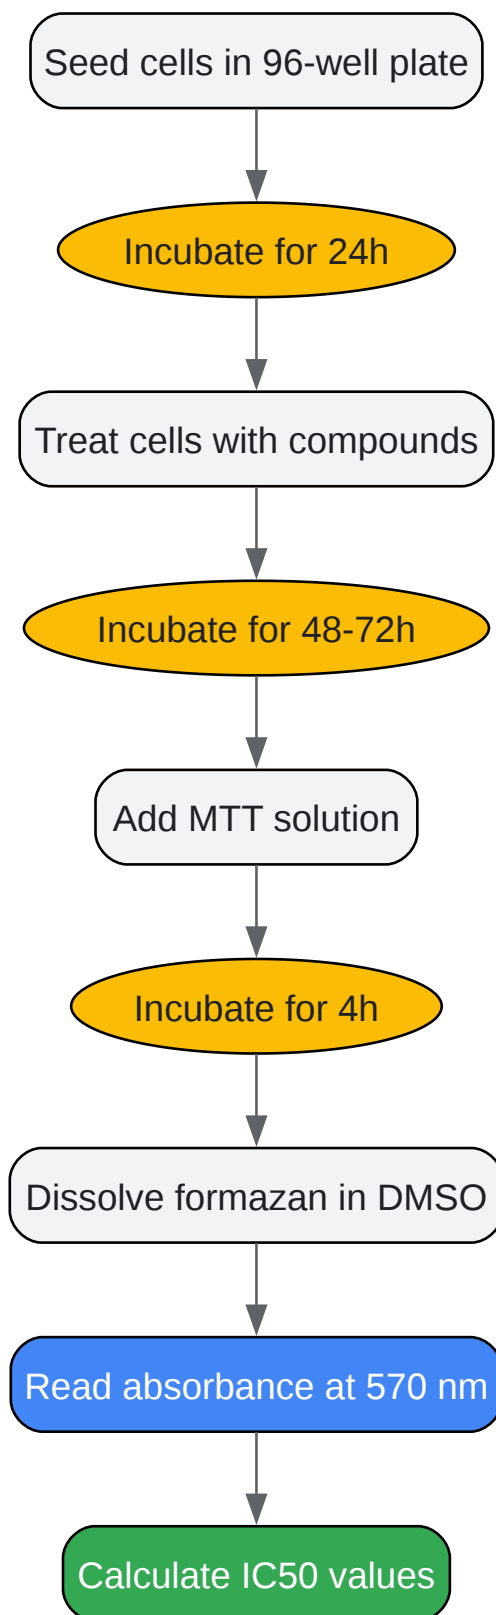 Seed cells in 96-well plate
Incubate for 24h
Treat cells with compounds
Incubate for 48-72h
Add MTT solution
Incubate for 4h
Dissolve formazan in DMSO
Read absorbance at 570 nm
Calculate IC50 values